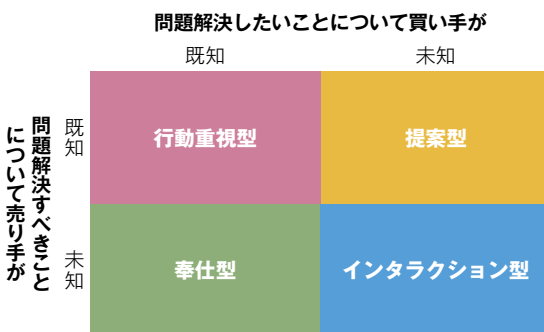 問題解決したいことについて買い手が
既知
未知
問題解決すべきこと
について売り手が
既知
行動重視型
提案型
未知
奉仕型
インタラクション型